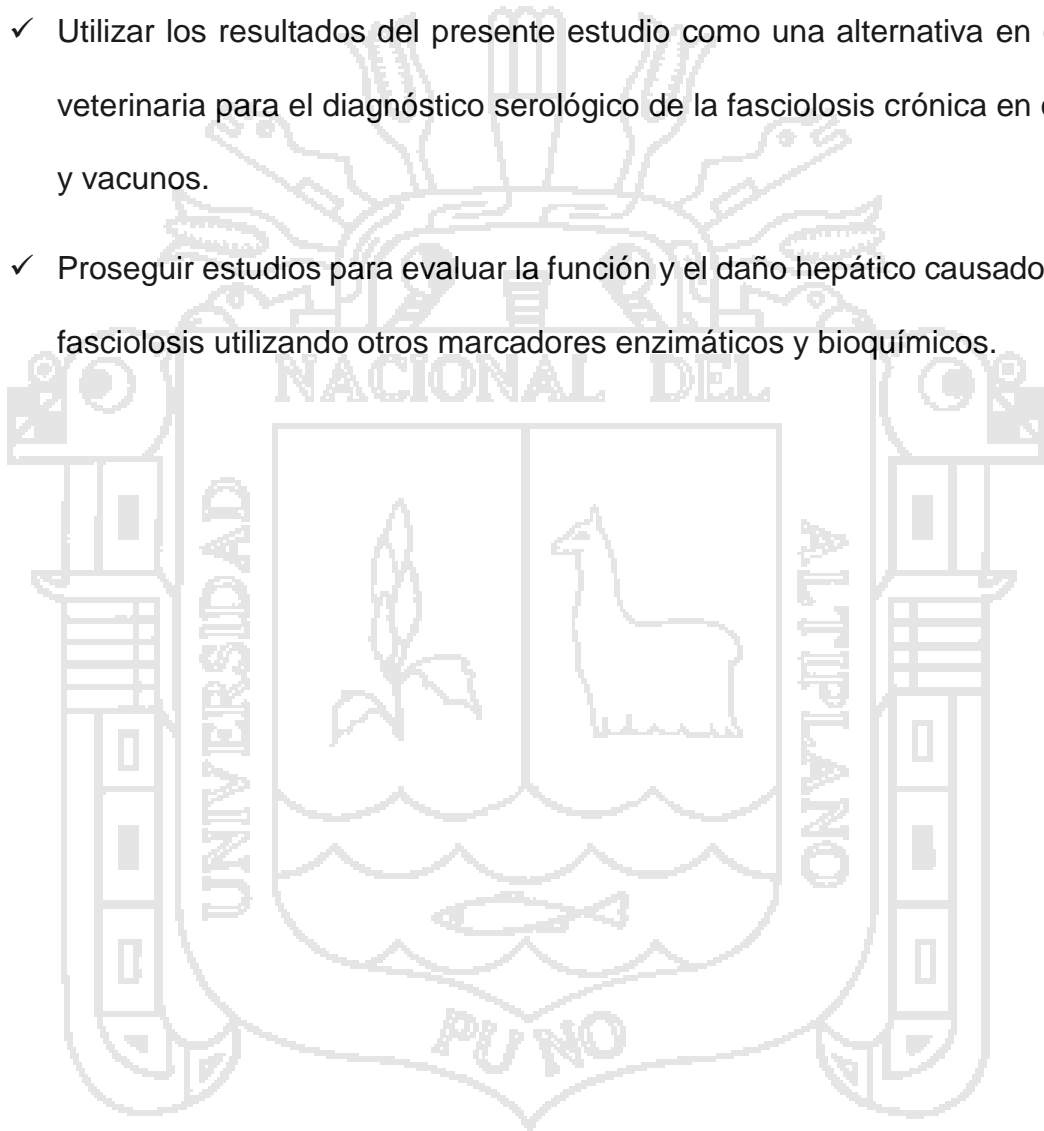 ✓ Utilizar los resultados del presente estudio como una alternativa en
veterinaria para el diagnóstico serológico de la fasciolosis crónica en
y vacunos.
✓ Proseguir estudios para evaluar la función y el daño hepático causado
fasciolosis utilizando otros marcadores enzimáticos y bioquímicos.
NACIONAL DEL
UNIVERSIDAD
ALTIPLANO
PUNO